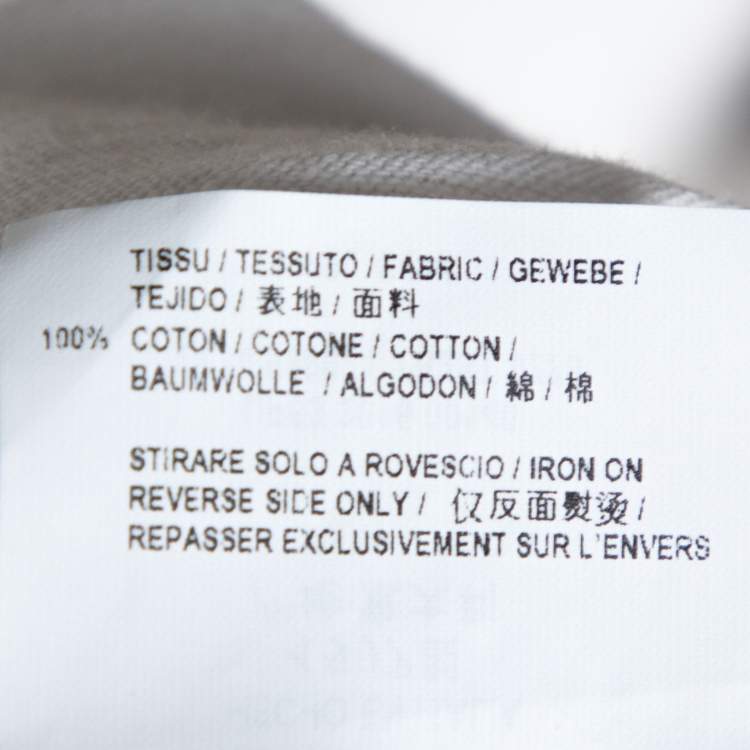 TISSU / TESSUTO / FABRIC / GEWEBE /
TEJIDO / 表地 / 面料
100% COTON / COTONE / COTTON /
BAUMWOLLE / ALGODON / 綿 / 棉
STIRARE SOLO A ROVESCIO / IRON ON
REVERSE SIDE ONLY / 仅反面熨烫 /
REPASSER EXCLUSIVEMENT SUR L'ENVERS